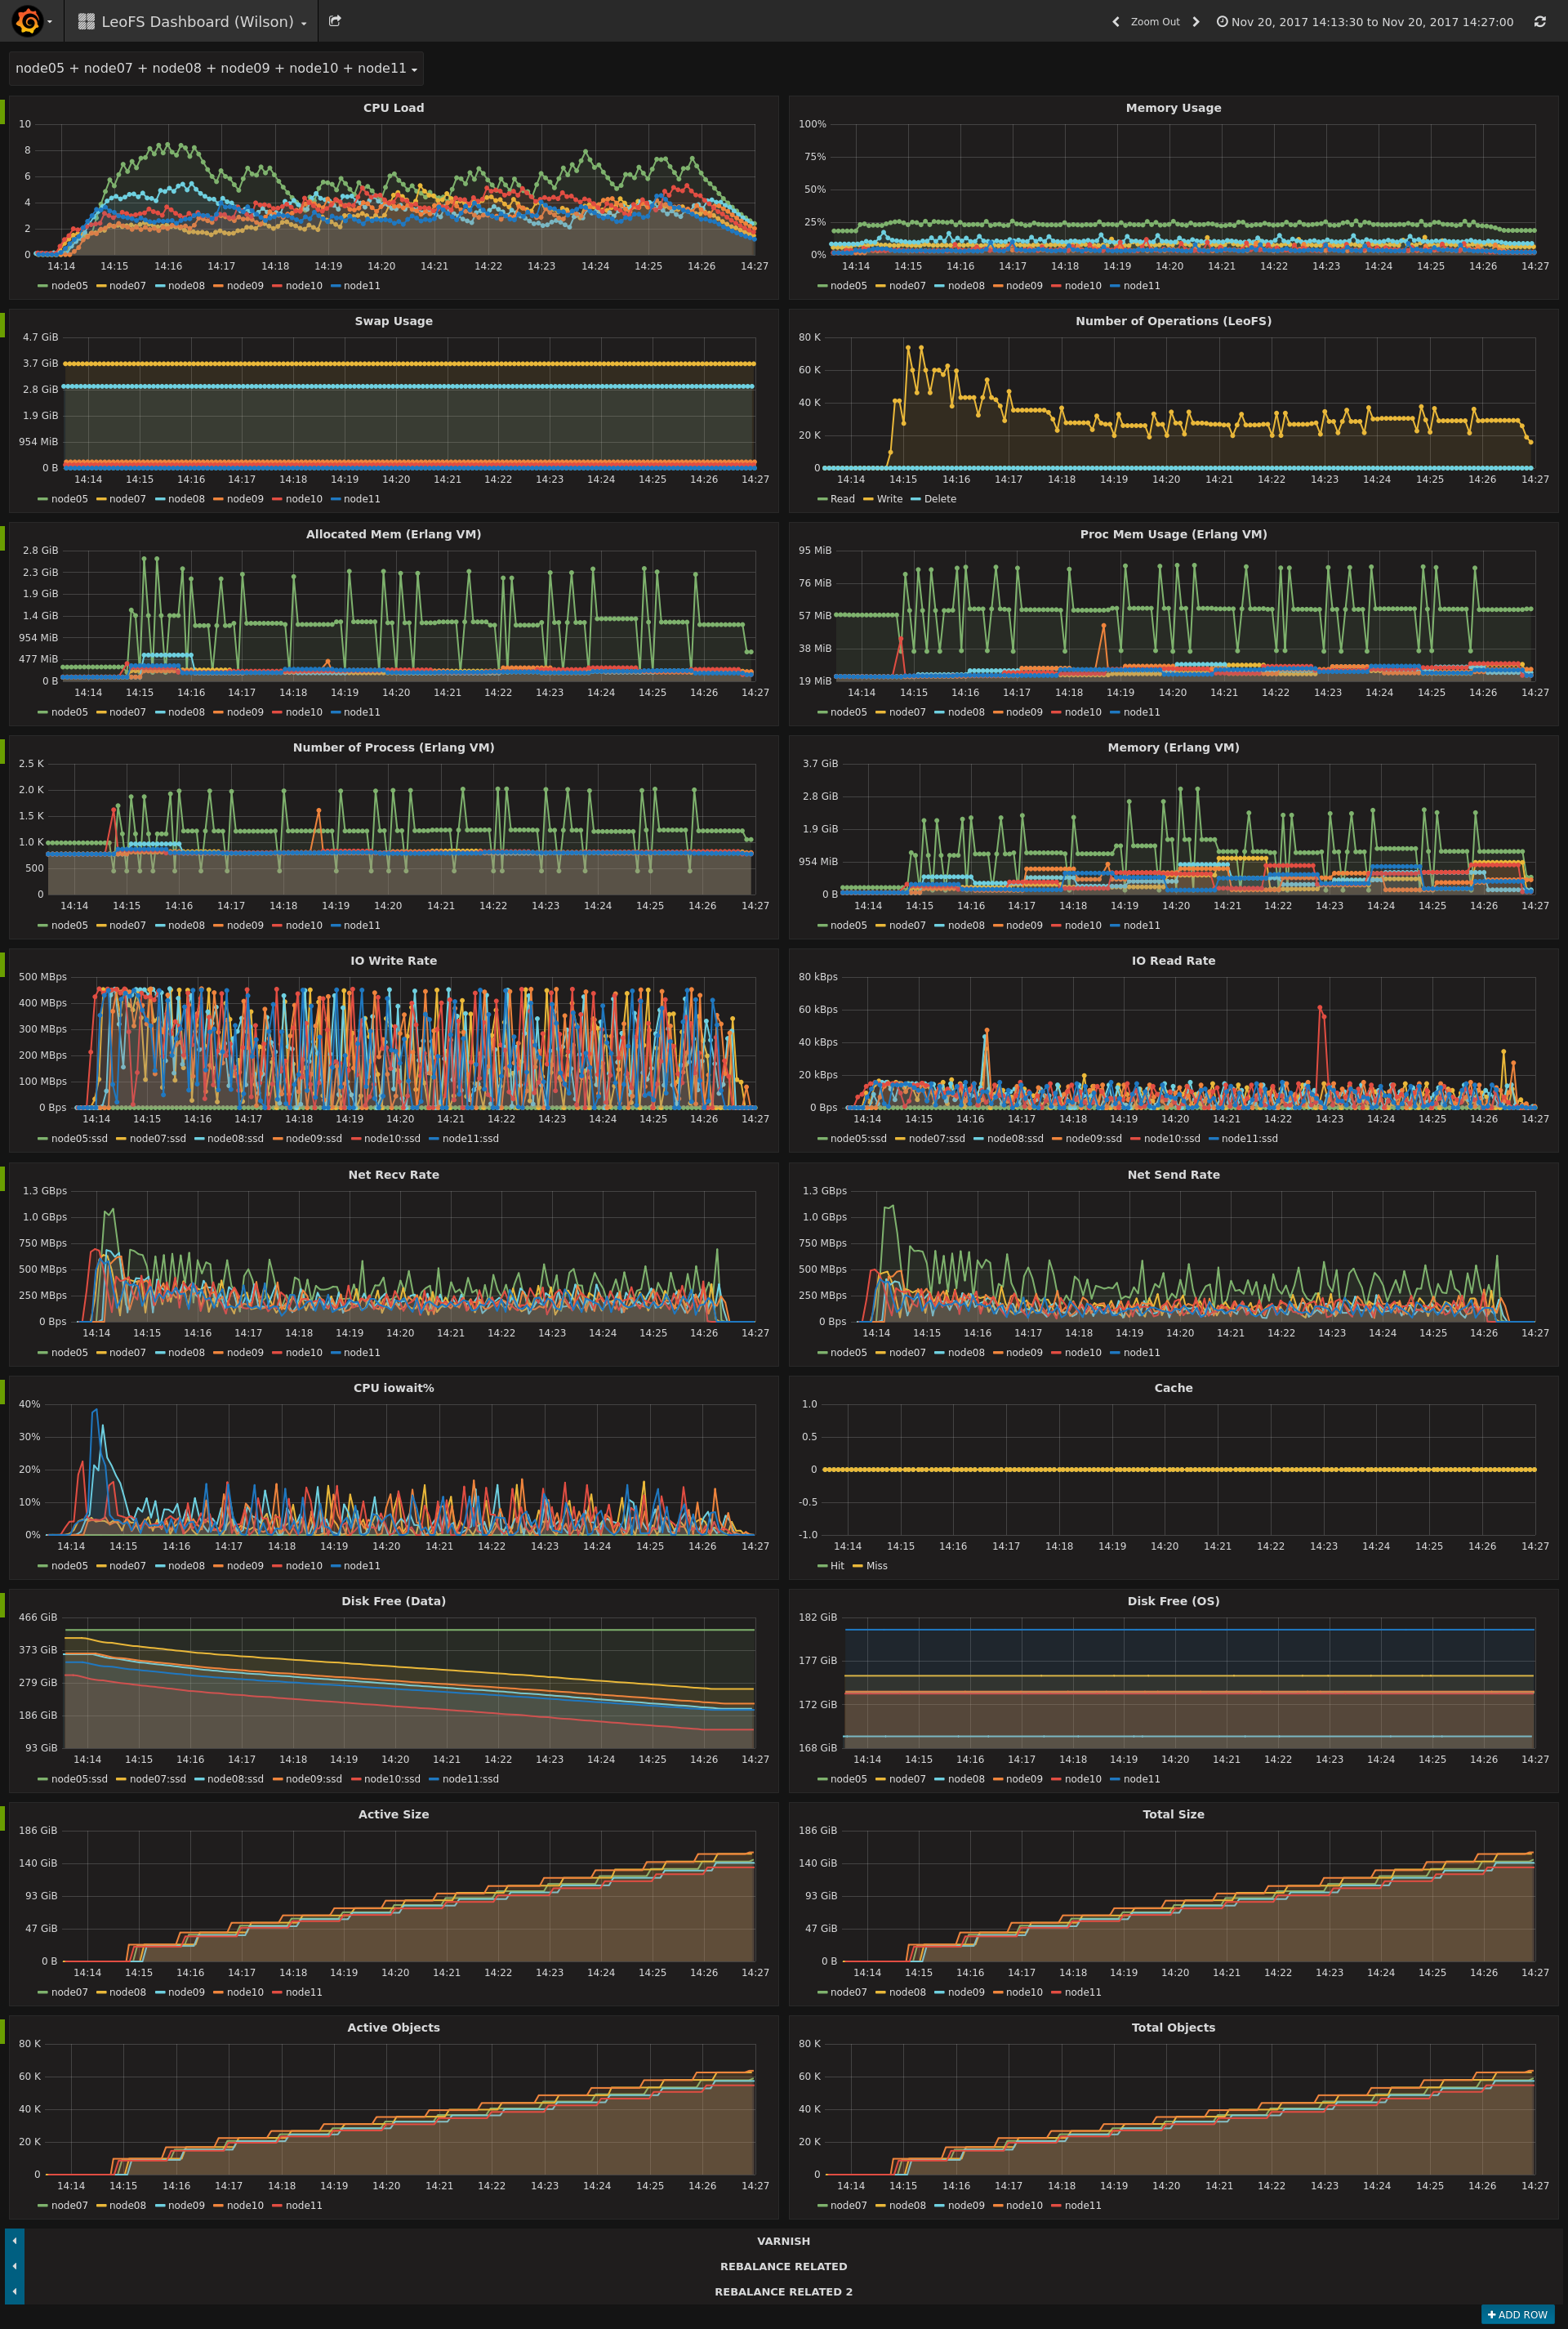 LeoFS Dashboard (Wilson)
Zoom Out
Nov 20, 2017 14:13:30 to Nov 20, 2017 14:27:00
node05 + node07 + node08 + node09 + node10 + node11
CPU Load
10
8
6
4
2
0
14:14 14:15 14:16 14:17 14:18 14:19 14:20 14:21 14:22 14:23 14:24 14:25 14:26 14:27
node05 node07 node08 node09 node10 node11
Memory Usage
100%
75%
50%
25%
0%
14:14 14:15 14:16 14:17 14:18 14:19 14:20 14:21 14:22 14:23 14:24 14:25 14:26 14:27
node05 node07 node08 node09 node10 node11
Swap Usage
4.7 GiB
3.7 GiB
2.8 GiB
1.9 GiB
954 MiB
0 B
14:14 14:15 14:16 14:17 14:18 14:19 14:20 14:21 14:22 14:23 14:24 14:25 14:26 14:27
node05 node07 node08 node09 node10 node11
Number of Operations (LeoFS)
80 K
60 K
40 K
20 K
0
14:14 14:15 14:16 14:17 14:18 14:19 14:20 14:21 14:22 14:23 14:24 14:25 14:26 14:27
Read Write Delete
Allocated Mem (Erlang VM)
2.8 GiB
2.3 GiB
1.9 GiB
1.4 GiB
954 MiB
477 MiB
0 B
14:14 14:15 14:16 14:17 14:18 14:19 14:20 14:21 14:22 14:23 14:24 14:25 14:26 14:27
node05 node07 node08 node09 node10 node11
Proc Mem Usage (Erlang VM)
95 MiB
76 MiB
57 MiB
38 MiB
19 MiB
14:14 14:15 14:16 14:17 14:18 14:19 14:20 14:21 14:22 14:23 14:24 14:25 14:26 14:27
node05 node07 node08 node09 node10 node11
Number of Process (Erlang VM)
2.5 K
2.0 K
1.5 K
1.0 K
500
0
14:14 14:15 14:16 14:17 14:18 14:19 14:20 14:21 14:22 14:23 14:24 14:25 14:26 14:27
node05 node07 node08 node09 node10 node11
Memory (Erlang VM)
3.7 GiB
2.8 GiB
1.9 GiB
954 MiB
0 B
14:14 14:15 14:16 14:17 14:18 14:19 14:20 14:21 14:22 14:23 14:24 14:25 14:26 14:27
node05 node07 node08 node09 node10 node11
IO Write Rate
500 MBps
400 MBps
300 MBps
200 MBps
100 MBps
0 Bps
14:14 14:15 14:16 14:17 14:18 14:19 14:20 14:21 14:22 14:23 14:24 14:25 14:26 14:27
node05:ssd node07:ssd node08:ssd node09:ssd node10:ssd node11:ssd
IO Read Rate
80 kBps
60 kBps
40 kBps
20 kBps
0 Bps
14:14 14:15 14:16 14:17 14:18 14:19 14:20 14:21 14:22 14:23 14:24 14:25 14:26 14:27
node05:ssd node07:ssd node08:ssd node09:ssd node10:ssd node11:ssd
Net Recv Rate
1.3 GBps
1.0 GBps
750 MBps
500 MBps
250 MBps
0 Bps
14:14 14:15 14:16 14:17 14:18 14:19 14:20 14:21 14:22 14:23 14:24 14:25 14:26 14:27
node05 node07 node08 node09 node10 node11
Net Send Rate
1.3 GBps
1.0 GBps
750 MBps
500 MBps
250 MBps
0 Bps
14:14 14:15 14:16 14:17 14:18 14:19 14:20 14:21 14:22 14:23 14:24 14:25 14:26 14:27
node05 node07 node08 node09 node10 node11
CPU iowait%
40%
30%
20%
10%
0%
14:14 14:15 14:16 14:17 14:18 14:19 14:20 14:21 14:22 14:23 14:24 14:25 14:26 14:27
node05 node07 node08 node09 node10 node11
Cache
1.0
0.5
0
-0.5
-1.0
14:14 14:15 14:16 14:17 14:18 14:19 14:20 14:21 14:22 14:23 14:24 14:25 14:26 14:27
Hit Miss
Disk Free (Data)
466 GiB
373 GiB
279 GiB
186 GiB
93 GiB
14:14 14:15 14:16 14:17 14:18 14:19 14:20 14:21 14:22 14:23 14:24 14:25 14:26 14:27
node05:ssd node07:ssd node08:ssd node09:ssd node10:ssd node11:ssd
Disk Free (OS)
182 GiB
177 GiB
172 GiB
168 GiB
14:14 14:15 14:16 14:17 14:18 14:19 14:20 14:21 14:22 14:23 14:24 14:25 14:26 14:27
node05 node07 node08 node09 node10 node11
Active Size
186 GiB
140 GiB
93 GiB
47 GiB
0 B
14:14 14:15 14:16 14:17 14:18 14:19 14:20 14:21 14:22 14:23 14:24 14:25 14:26 14:27
node07 node08 node09 node10 node11
Total Size
186 GiB
140 GiB
93 GiB
47 GiB
0 B
14:14 14:15 14:16 14:17 14:18 14:19 14:20 14:21 14:22 14:23 14:24 14:25 14:26 14:27
node07 node08 node09 node10 node11
Active Objects
80 K
60 K
40 K
20 K
0
14:14 14:15 14:16 14:17 14:18 14:19 14:20 14:21 14:22 14:23 14:24 14:25 14:26 14:27
node07 node08 node09 node10 node11
Total Objects
80 K
60 K
40 K
20 K
0
14:14 14:15 14:16 14:17 14:18 14:19 14:20 14:21 14:22 14:23 14:24 14:25 14:26 14:27
node07 node08 node09 node10 node11
VARNISH
REBALANCE RELATED
REBALANCE RELATED 2
ADD ROW